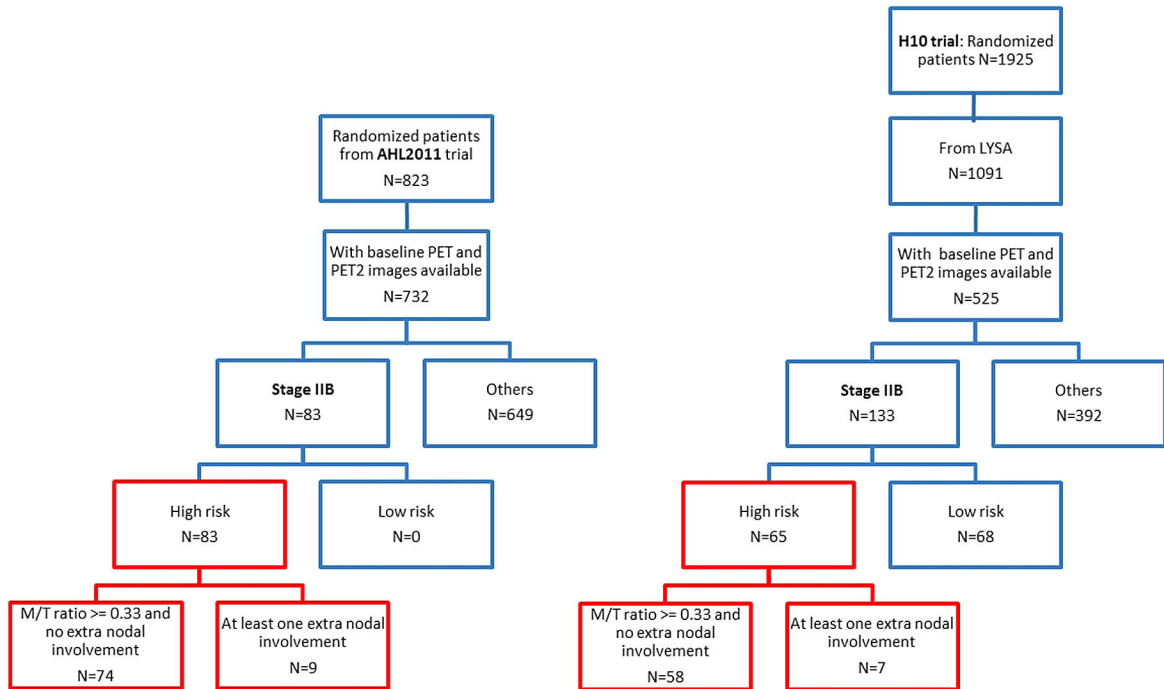 Randomized patients
from AHL2011 trial
N=823
With baseline PET and
PET2 images available
N=732
Stage IIB
N=83
Others
N=649
High risk
N=83
Low risk
N=0
M/T ratio >= 0.33 and
no extra nodal
involvement
N=74
At least one extra nodal
involvement
N=9
H10 trial: Randomized
patients N=1925
From LYSA
N=1091
With baseline PET and
PET2 images available
N=525
Stage IIB
N=133
Others
N=392
High risk
N=65
Low risk
N=68
M/T ratio >= 0.33 and
no extra nodal
involvement
N=58
At least one extra nodal
involvement
N=7